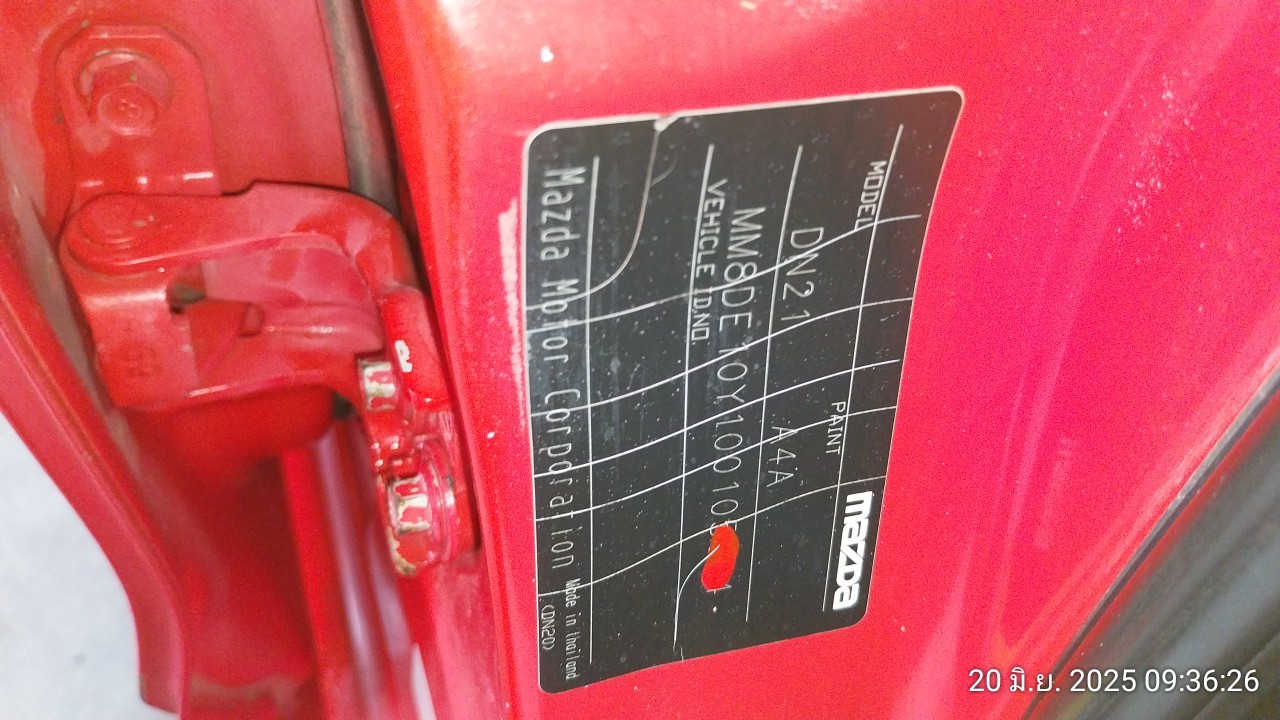 MODEL PAINT mazda
DN21 A4A
MM8DE10Y10010
VEHICLE ID.NO.
Mazda Motor Corporation Made in thailand
<DN20>
20 มิ.ย. 2025 09:36:26